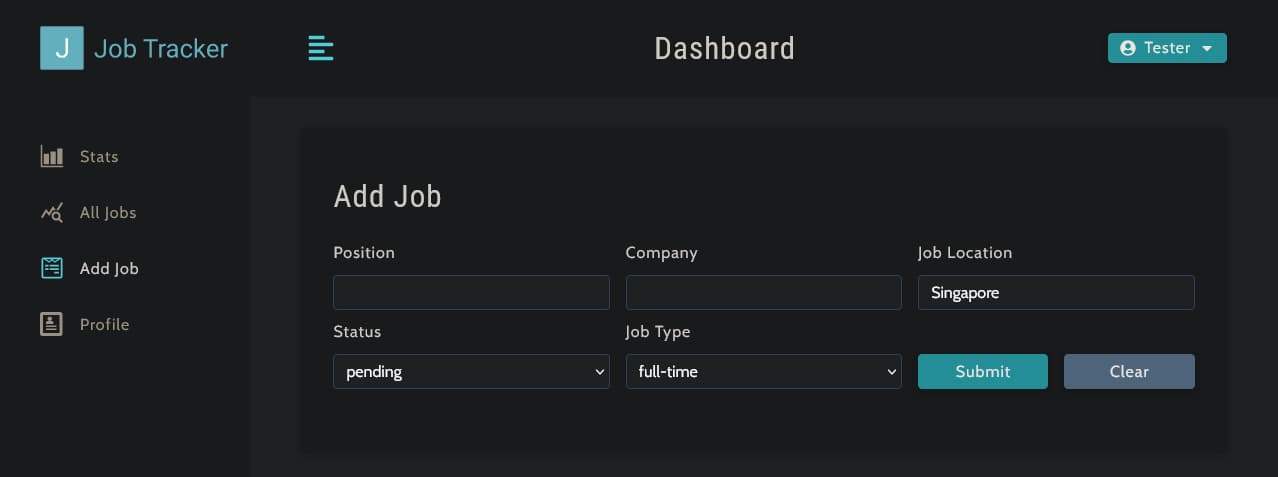 J Job Tracker
Dashboard
Tester
Stats
All Jobs
Add Job
Profile
Add Job
Position Company Job Location
Singapore
Status Job Type
pending full-time Submit Clear